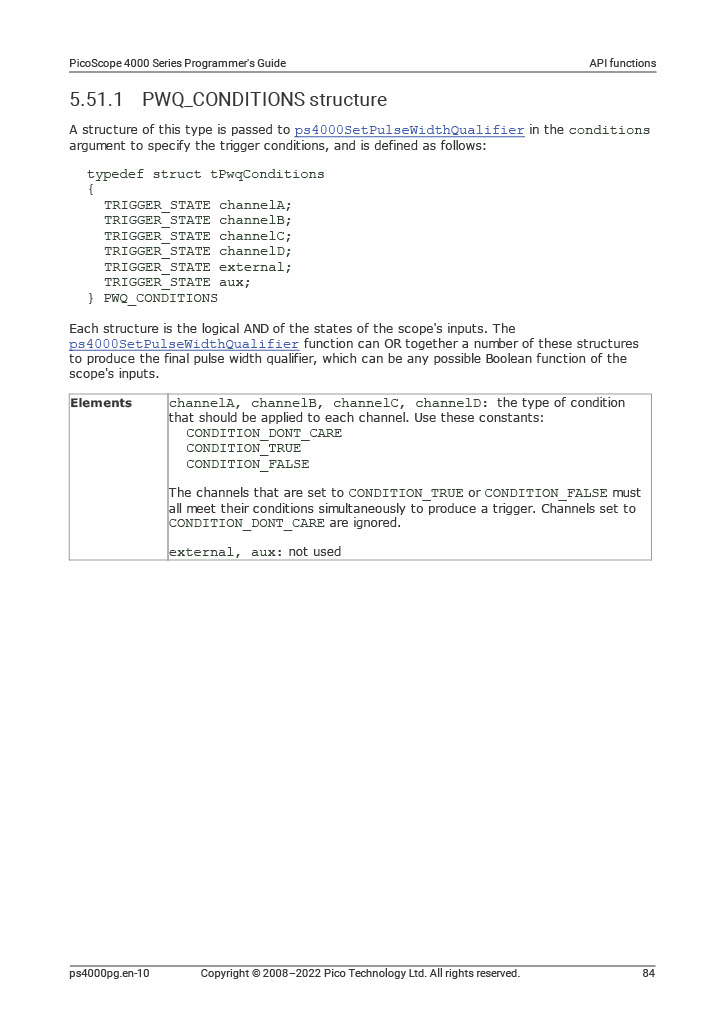 PicoScope 4000 Series Programmer's Guide API functions
5.51.1 PWQ_CONDITIONS structure
A structure of this type is passed to ps4000SetPulseWidthQualifier in the conditions
argument to specify the trigger conditions, and is defined as follows:
typedef struct tPwqConditions
{
TRIGGER_STATE channelA;
TRIGGER_STATE channelB;
TRIGGER_STATE channelC;
TRIGGER_STATE channelD;
TRIGGER_STATE external;
TRIGGER_STATE aux;
} PWQ_CONDITIONS
Each structure is the logical AND of the states of the scope's inputs. The
ps4000SetPulseWidthQualifier function can OR together a number of these structures
to produce the final pulse width qualifier, which can be any possible Boolean function of the
scope's inputs.
Elements channelA, channelB, channelC, channelD: the type of condition
that should be applied to each channel. Use these constants:
CONDITION_DONT_CARE
CONDITION_TRUE
CONDITION_FALSE
The channels that are set to CONDITION_TRUE or CONDITION_FALSE must
all meet their conditions simultaneously to produce a trigger. Channels set to
CONDITION_DONT_CARE are ignored.
external, aux: not used
ps4000pg.en-10 Copyright © 2008–2022 Pico Technology Ltd. All rights reserved. 84